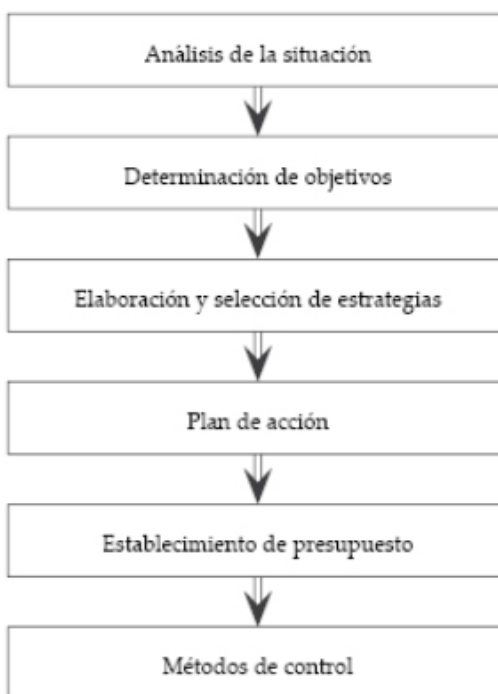 Análisis de la situación
Determinación de objetivos
Elaboración y selección de estrategias
Plan de acción
Establecimiento de presupuesto
Métodos de control